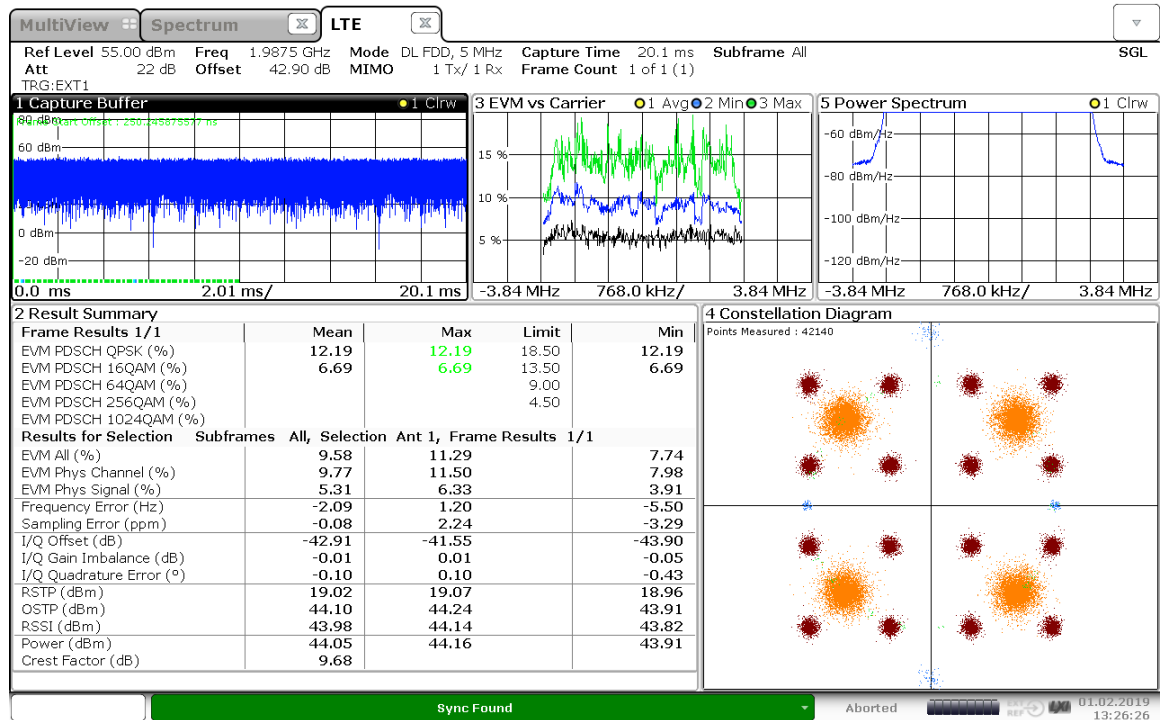 MultiView Spectrum LTE
Ref Level 55.00 dBm Freq 1.9875 GHz Mode DL FDD, 5 MHz Capture Time 20.1 ms Subframe All SGL
Att 22 dB Offset 42.90 dB MIMO 1 Tx/ 1 Rx Frame Count 1 of 1 (1)
TRG:EXT1
1 Capture Buffer 1 Clrw
80 dBm
Frame Start Offset : 250.245875577 ns
60 dBm
0 dBm
-20 dBm
0.0 ms 2.01 ms/ 20.1 ms
3 EVM vs Carrier 1 Avg 2 Min 3 Max
15 %
10 %
5 %
-3.84 MHz 768.0 kHz/ 3.84 MHz
5 Power Spectrum 1 Clrw
-60 dBm/Hz
-80 dBm/Hz
-100 dBm/Hz
-120 dBm/Hz
-3.84 MHz 768.0 kHz/ 3.84 MHz
2 Result Summary
Frame Results 1/1 Mean Max Limit Min
EVM PDSCH QPSK (%) 12.19 12.19 18.50 12.19
EVM PDSCH 16QAM (%) 6.69 6.69 13.50 6.69
EVM PDSCH 64QAM (%) 9.00
EVM PDSCH 256QAM (%) 4.50
EVM PDSCH 1024QAM (%)
Results for Selection Subframes All, Selection Ant 1, Frame Results 1/1
EVM All (%) 9.58 11.29 7.74
EVM Phys Channel (%) 9.77 11.50 7.98
EVM Phys Signal (%) 5.31 6.33 3.91
Frequency Error (Hz) -2.09 1.20 -5.50
Sampling Error (ppm) -0.08 2.24 -3.29
I/Q Offset (dB) -42.91 -41.55 -43.90
I/Q Gain Imbalance (dB) -0.01 0.01 -0.05
I/Q Quadrature Error (°) -0.10 0.10 -0.43
RSTP (dBm) 19.02 19.07 18.96
OSTP (dBm) 44.10 44.24 43.91
RSSI (dBm) 43.98 44.14 43.82
Power (dBm) 44.05 44.16 43.91
Crest Factor (dB) 9.68
4 Constellation Diagram
Points Measured : 42140
Sync Found Aborted EXT REF LXI 01.02.2019
13:26:26